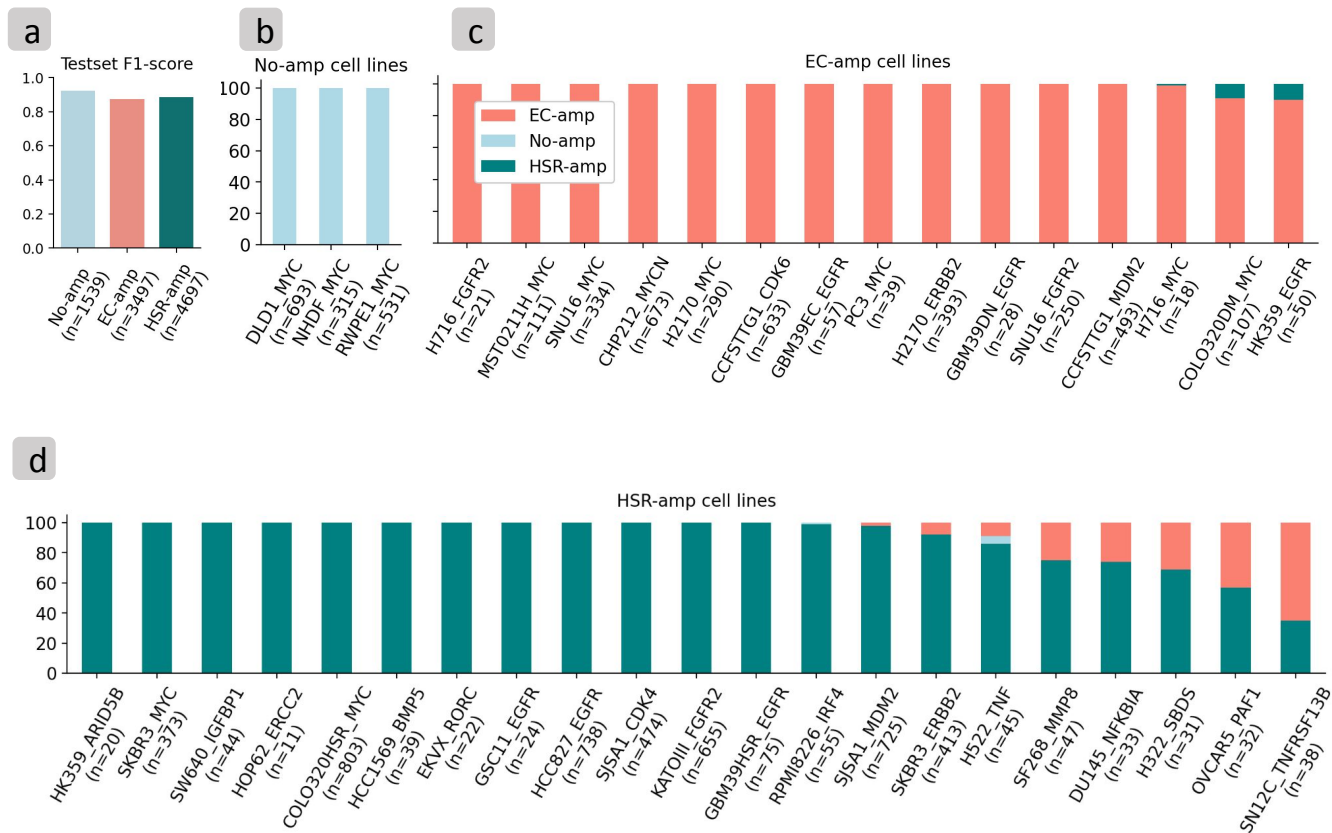 a
Testset F1-score
1.0
0.8
0.6
0.4
0.2
0.0
No-amp
(n=1539)
EC-amp
(n=3497)
HSR-amp
(n=4697)
b
No-amp cell lines
100
80
60
40
20
0
DLD1_MYC
(n=693)
NHDF_MYC
(n=315)
RWPE1_MYC
(n=531)
c
EC-amp cell lines
EC-amp
No-amp
HSR-amp
H716_FGFR2
(n=21)
MSTO211H_MYC
(n=111)
SNU16_MYC
(n=334)
CHP212_MYCN
(n=673)
H2170_MYC
(n=290)
CCFSTTG1_CDK6
(n=633)
GBM39EC_EGFR
(n=57)
PC3_MYC
(n=39)
H2170_ERBB2
(n=393)
GBM39DN_EGFR
(n=28)
SNU16_FGFR2
(n=250)
CCFSTTG1_MDM2
(n=493)
H716_MYC
(n=18)
COLO320DM_MYC
(n=107)
HK359_EGFR
(n=50)
d
HSR-amp cell lines
100
80
60
40
20
0
HK359_ARID5B
(n=20)
SKBR3_MYC
(n=373)
SW640_IGFBP1
(n=44)
HOP62_ERCC2
(n=11)
COLO320HSR_MYC
(n=803)
HCC1569_BMP5
(n=39)
EKVX_RORC
(n=22)
GSC11_EGFR
(n=24)
HCC827_EGFR
(n=738)
SJSA1_CDK4
(n=474)
KATOIII_FGFR2
(n=655)
GBM39HSR_EGFR
(n=75)
RPMI8226_IRF4
(n=55)
SJSA1_MDM2
(n=725)
SKBR3_ERBB2
(n=413)
H522_TNF
(n=45)
SF268_MMP8
(n=47)
DU145_NFKBIA
(n=33)
H322_SBDS
(n=31)
OVCAR5_PAF1
(n=32)
SN12C_TNFRSF13B
(n=38)